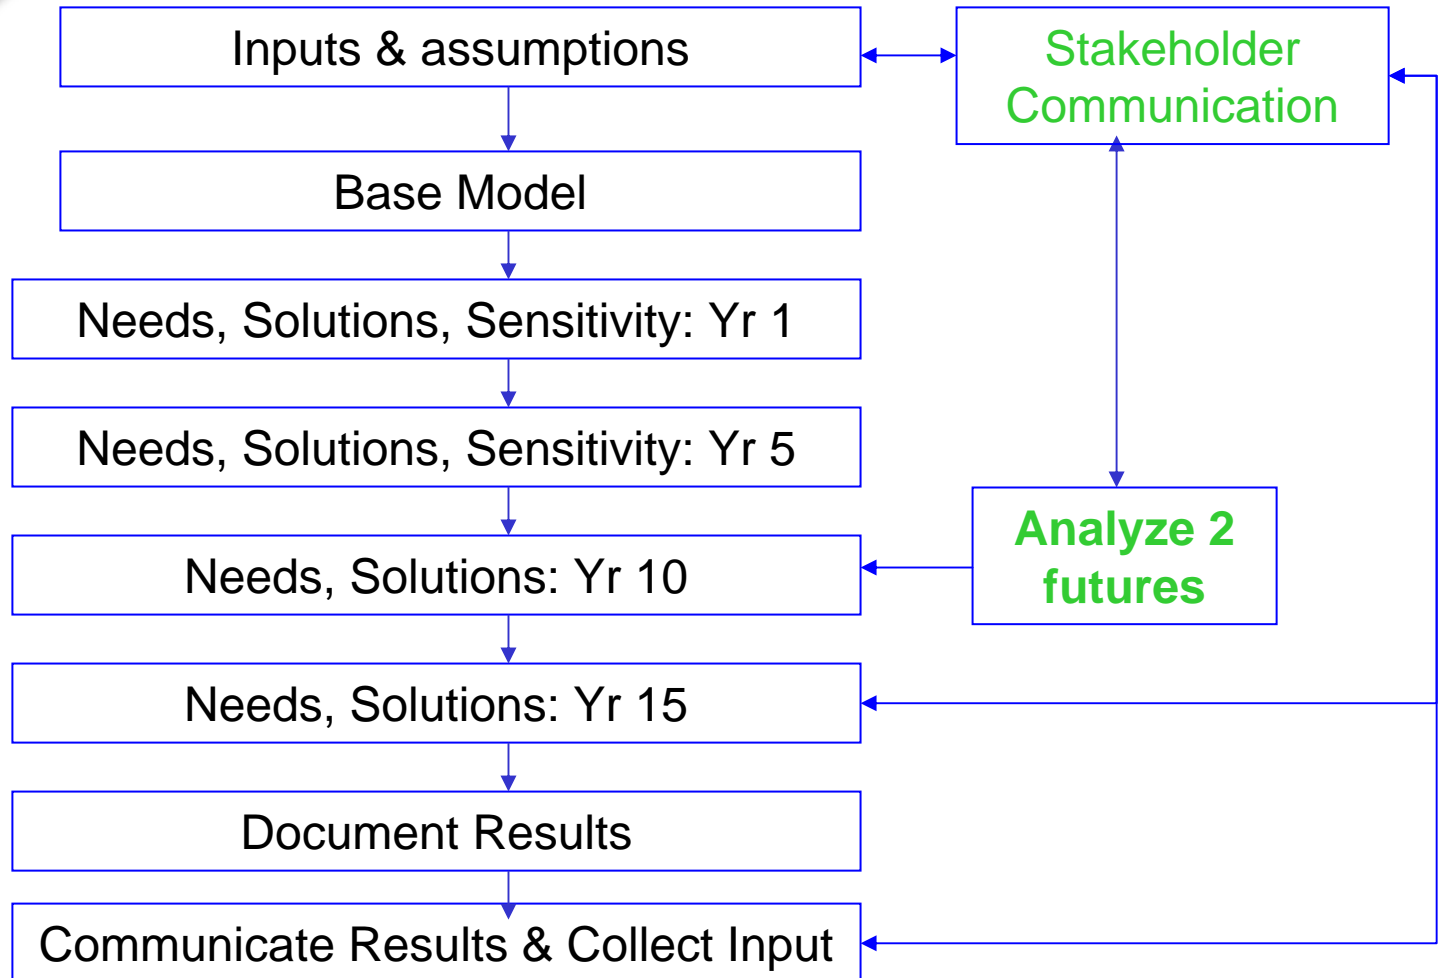 Inputs & assumptions
Stakeholder
Communication
Base Model
Needs, Solutions, Sensitivity: Yr 1
Needs, Solutions, Sensitivity: Yr 5
Needs, Solutions: Yr 10
Analyze 2
futures
Needs, Solutions: Yr 15
Document Results
Communicate Results & Collect Input